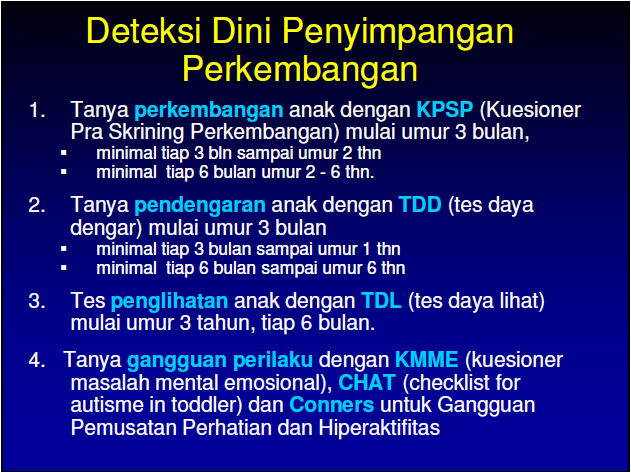 Deteksi Dini Penyimpangan
Perkembangan
1. Tanya perkembangan anak dengan KPSP (Kuesioner
Pra Skrining Perkembangan) mulai umur 3 bulan,
▪ minimal tiap 3 bln sampai umur 2 thn
▪ minimal tiap 6 bulan umur 2 - 6 thn.
2. Tanya pendengaran anak dengan TDD (tes daya
dengar) mulai umur 3 bulan
▪ minimal tiap 3 bulan sampai umur 1 thn
▪ minimal tiap 6 bulan sampai umur 6 thn
3. Tes penglihatan anak dengan TDL (tes daya lihat)
mulai umur 3 tahun, tiap 6 bulan.
4. Tanya gangguan perilaku dengan KMME (kuesioner
masalah mental emosional), CHAT (checklist for
autisme in toddler) dan Conners untuk Gangguan
Pemusatan Perhatian dan Hiperaktifitas